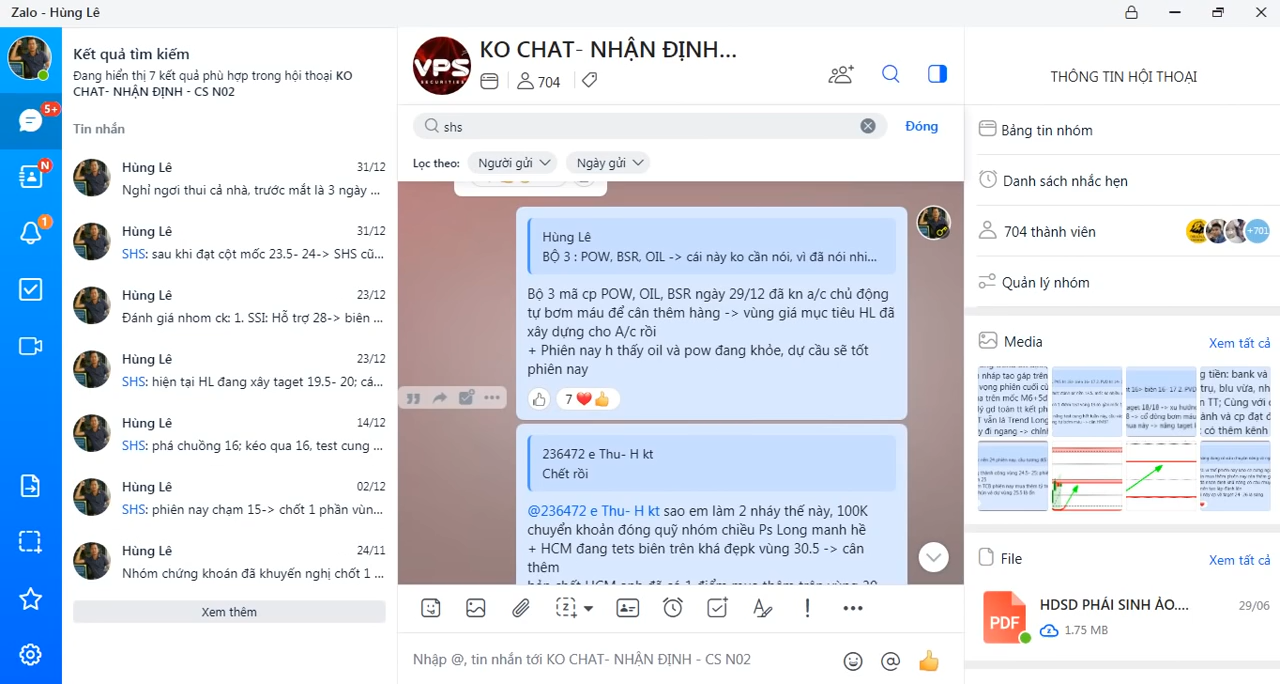 Zalo - Hùng Lê
5+
N
1
Kết quả tìm kiếm
Đang hiển thị 7 kết quả phù hợp trong hội thoại KO
CHAT- NHẬN ĐỊNH - CS N02
Tin nhắn
Hùng Lê 31/12
Nghỉ ngơi thui cả nhà, trước mắt là 3 ngày ...
Hùng Lê 31/12
SHS: sau khi đạt cột mốc 23.5- 24-> SHS cũ...
Hùng Lê 23/12
Đánh giá nhom ck: 1. SSI: Hỗ trợ 28-> biên ...
Hùng Lê 23/12
SHS: hiện tại HL đang xây taget 19.5- 20; cá...
Hùng Lê 14/12
SHS: phá chuồng 16; kéo qua 16, test cung ...
Hùng Lê 02/12
SHS: phiên nay chạm 15-> chốt 1 phần vùn...
Hùng Lê 24/11
Nhóm chứng khoán đã khuyến nghị chốt 1 ...
Xem thêm
VPS
SECURITIES
KO CHAT- NHẬN ĐỊNH...
704
shs
Đóng
Lọc theo: Người gửi Ngày gửi
Hùng Lê
BỘ 3 : POW, BSR, OIL -> cái này ko cần nói, vì đã nói nhi...
Bộ 3 mã cp POW, OIL, BSR ngày 29/12 đã kn a/c chủ động
tự bơm máu để cân thêm hàng -> vùng giá mục tiêu HL đã
xây dựng cho A/c rồi
+ Phiên nay h thấy oil và pow đang khỏe, dự cầu sẽ tốt
phiên nay
7
236472 e Thu- H kt
Chết rồi
@236472 e Thu- H kt sao em làm 2 nháy thế này, 100K
chuyển khoản đóng quỹ nhóm chiều Ps Long manh hề
+ HCM đang tets biên trên khá đẹpk vùng 30.5 -> cân
thêm
Nhập @, tin nhắn tới KO CHAT- NHẬN ĐỊNH - CS N02
THÔNG TIN HỘI THOẠI
Bảng tin nhóm
Danh sách nhắc hẹn
704 thành viên
+701
Quản lý nhóm
Media
Xem tất cả
File
Xem tất cả
PDF
HDSD PHÁI SINH ẢO.... 29/06
1.75 MB